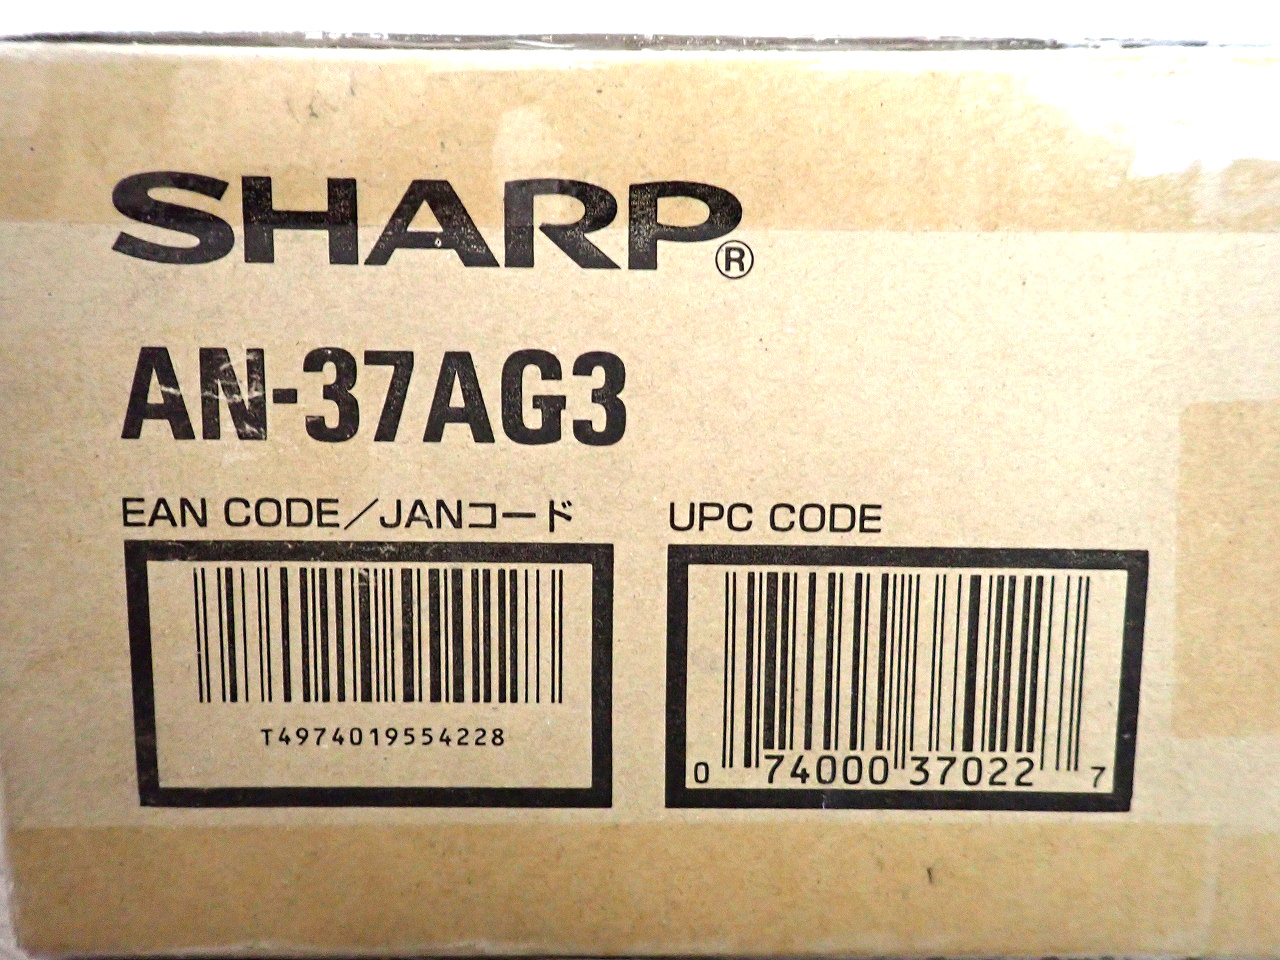 SHARP®
AN-37AG3
EAN CODE/JANコード
T4974019554228
UPC CODE
0 74000 37022 7